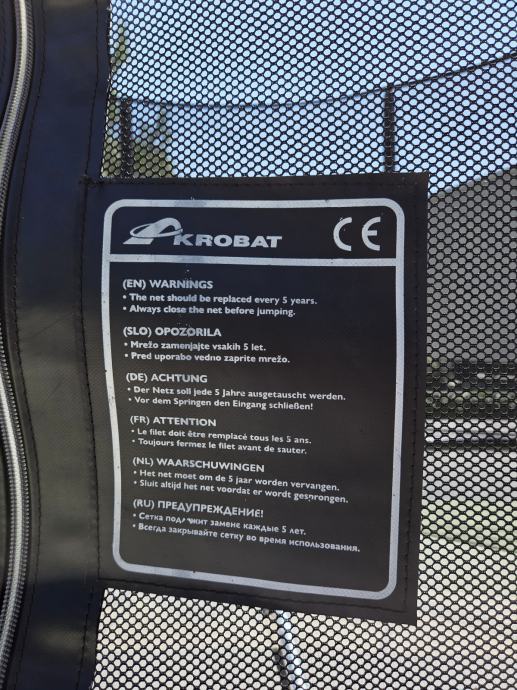 AKROBAT CE
(EN) WARNINGS
• The net should be replaced every 5 years.
• Always close the net before jumping.
(SLO) OPOZORILA
• Mrežo zamenjajte vsakih 5 let.
• Pred uporabo vedno zaprite mrežo.
(DE) ACHTUNG
• Der Netz soll jede 5 Jahre ausgetauscht werden.
• Vor dem Springen den Eingang schließen!
(FR) ATTENTION
• Le filet doit être remplacé tous les 5 ans.
• Toujours fermez le filet avant de sauter.
(NL) WAARSCHUWINGEN
• Het net moet om de 5 jaar worden vervangen.
• Sluit altijd het net voordat er wordt gesprongen.
(RU) ПРЕДУПРЕЖДЕНИЕ!
• Сетка подлежит замене каждые 5 лет.
• Всегда закрывайте сетку во время использования.